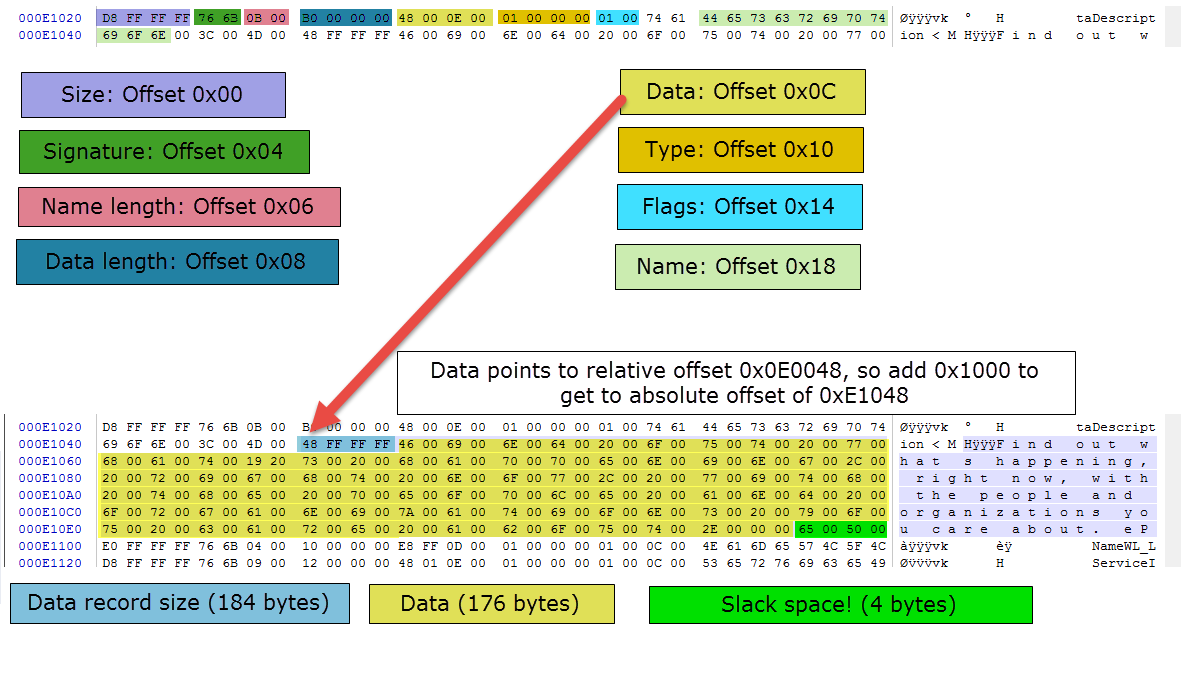 000E1020 D8 FF FF FF 76 6B 0B 00 B0 00 00 00 48 00 0E 00 01 00 00 00 01 00 74 61 44 65 73 63 72 69 70 74 Øÿÿÿvk ° H taDescript
000E1040 69 6F 6E 00 3C 00 4D 00 48 FF FF FF 46 00 69 00 6E 00 64 00 20 00 6F 00 75 00 74 00 20 00 77 00 ion < M HÿÿÿF i n d o u t w
Size: Offset 0x00
Signature: Offset 0x04
Name length: Offset 0x06
Data length: Offset 0x08
Data: Offset 0x0C
Type: Offset 0x10
Flags: Offset 0x14
Name: Offset 0x18
Data points to relative offset 0x0E0048, so add 0x1000 to
get to absolute offset of 0xE1048
000E1020 D8 FF FF FF 76 6B 0B 00 00 00 00 48 00 0E 00 01 00 00 00 01 00 74 61 44 65 73 63 72 69 70 74 Øÿÿÿvk ° H taDescript
000E1040 69 6F 6E 00 3C 00 4D 00 48 FF FF FF 46 00 69 00 6E 00 64 00 20 00 6F 00 75 00 74 00 20 00 77 00 ion < M HÿÿÿF i n d o u t w
000E1060 68 00 61 00 74 00 19 20 73 00 20 00 68 00 61 00 70 00 70 00 65 00 6E 00 69 00 6E 00 67 00 2C 00 h a t s h a p p e n i n g ,
000E1080 20 00 72 00 69 00 67 00 68 00 74 00 20 00 6E 00 6F 00 77 00 2C 00 20 00 77 00 69 00 74 00 68 00 r i g h t n o w , w i t h
000E10A0 20 00 74 00 68 00 65 00 20 00 70 00 65 00 6F 00 70 00 6C 00 65 00 20 00 61 00 6E 00 64 00 20 00 t h e p e o p l e a n d
000E10C0 6F 00 72 00 67 00 61 00 6E 00 69 00 7A 00 61 00 74 00 69 00 6F 00 6E 00 73 00 20 00 79 00 6F 00 o r g a n i z a t i o n s y o
000E10E0 75 00 20 00 63 00 61 00 72 00 65 00 20 00 61 00 62 00 6F 00 75 00 74 00 2E 00 00 00 65 00 50 00 u c a r e a b o u t . e P
000E1100 E0 FF FF FF 76 6B 04 00 10 00 00 00 E8 FF 0D 00 01 00 00 00 01 00 0C 00 4E 61 6D 65 57 4C 5F 4C àÿÿÿvk èÿ NameWL_L
000E1120 D8 FF FF FF 76 6B 09 00 12 00 00 00 48 01 0E 00 01 00 00 00 01 00 0C 00 53 65 72 76 69 63 65 49 Øÿÿÿvk H ServiceI
Data record size (184 bytes)
Data (176 bytes)
Slack space! (4 bytes)